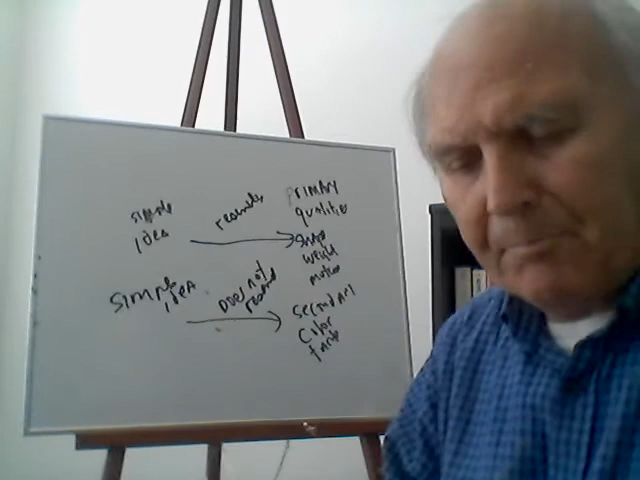 simple
Idea
resembles
PRIMARY
qualities
shape
weight
motion
SIMPLE
IDEA
DOES NOT
resemble
SECONDARY
Color
taste